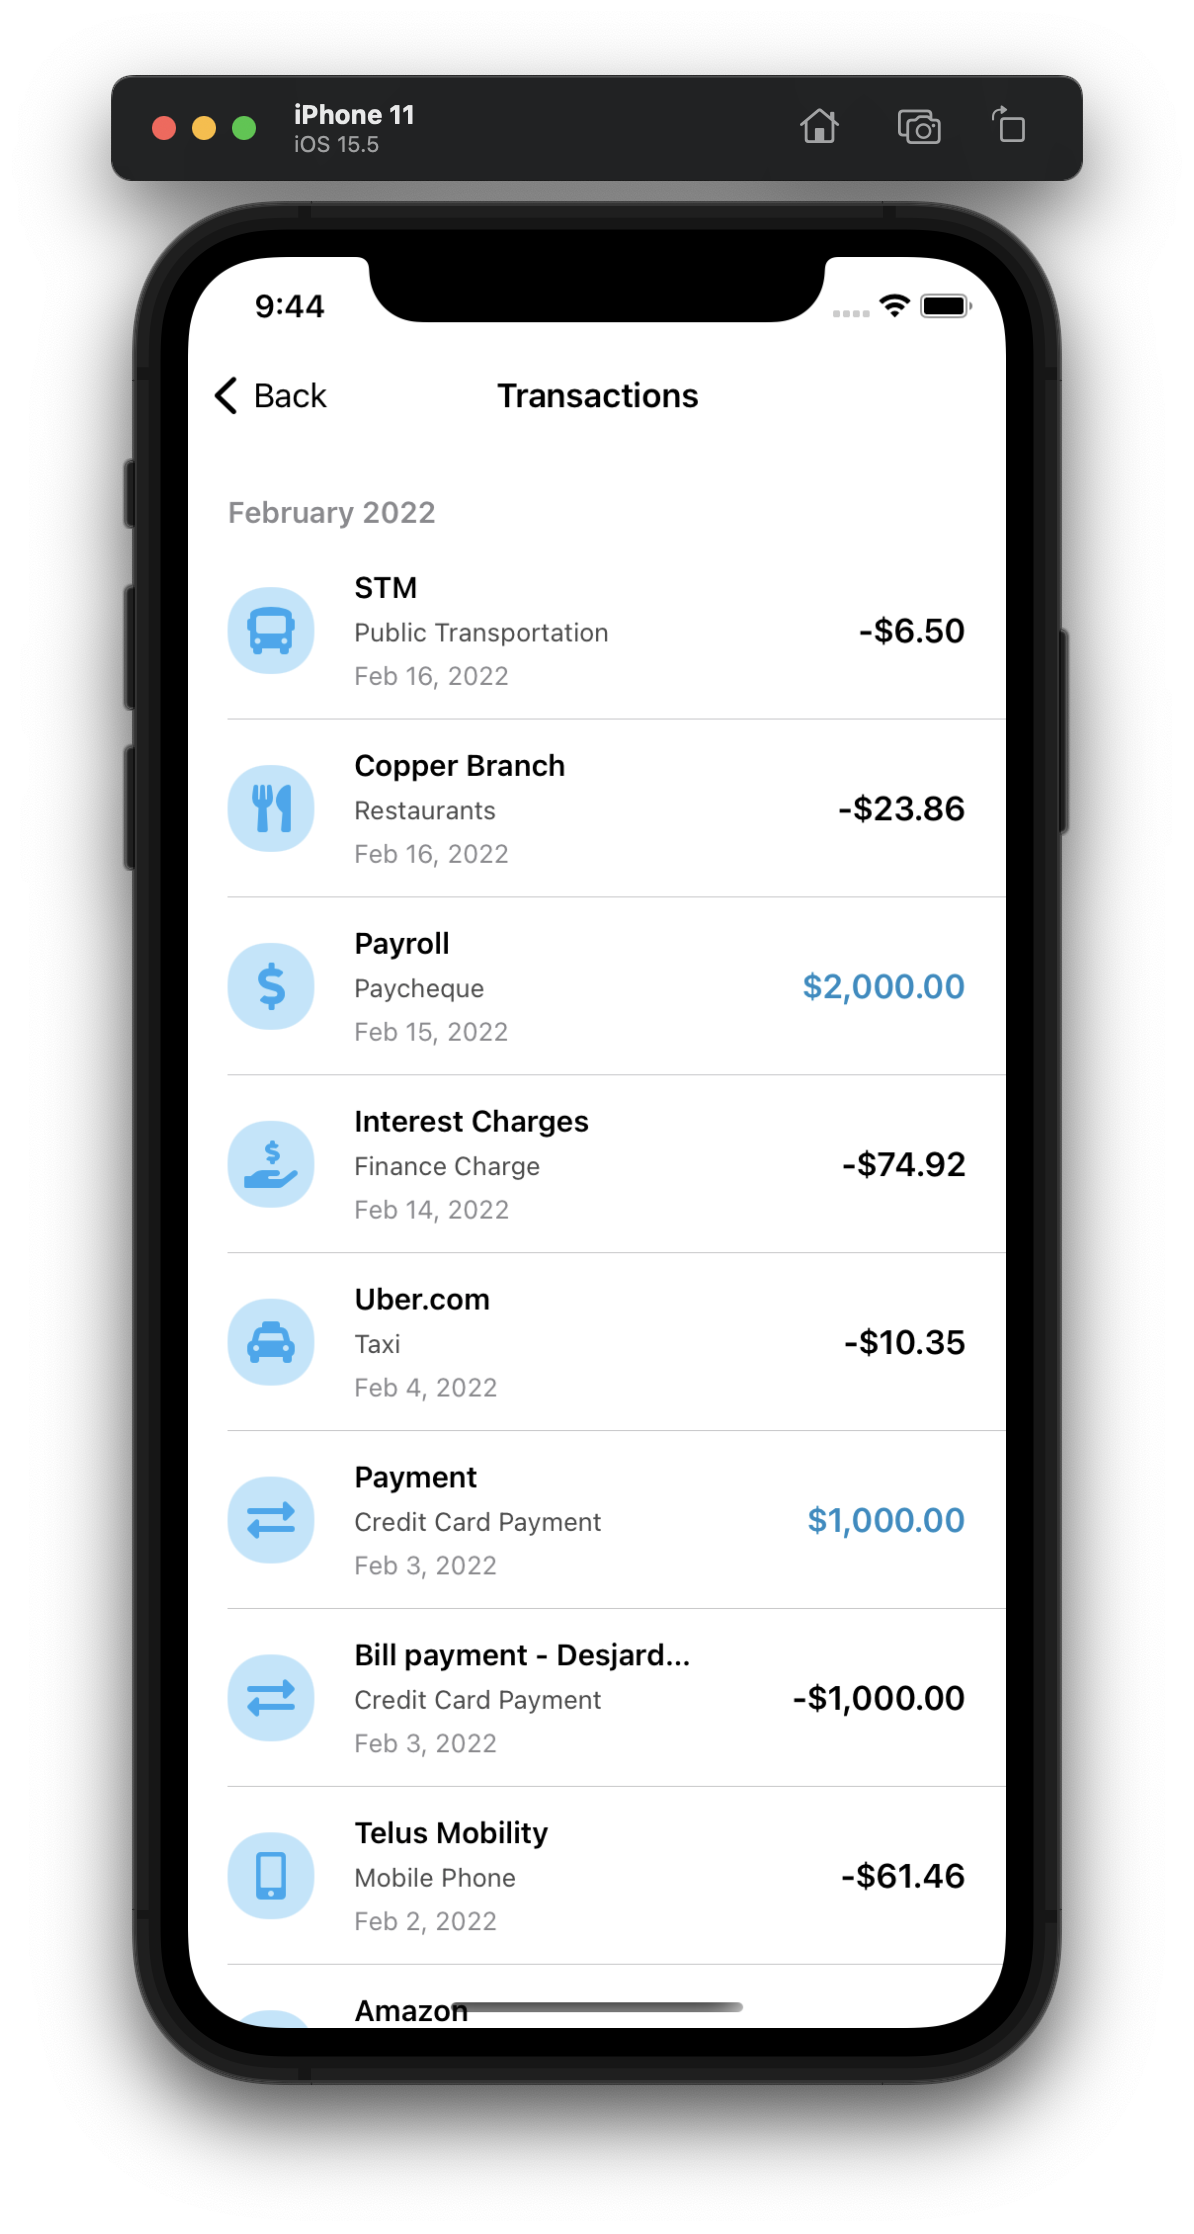 iPhone 11
iOS 15.5
9:44
Back
Transactions
February 2022
STM
Public Transportation
-$6.50
Feb 16, 2022
Copper Branch
Restaurants
-$23.86
Feb 16, 2022
Payroll
Paycheque
$2,000.00
Feb 15, 2022
Interest Charges
Finance Charge
-$74.92
Feb 14, 2022
Uber.com
Taxi
-$10.35
Feb 4, 2022
Payment
Credit Card Payment
$1,000.00
Feb 3, 2022
Bill payment - Desjard...
Credit Card Payment
-$1,000.00
Feb 3, 2022
Telus Mobility
Mobile Phone
-$61.46
Feb 2, 2022
Amazon